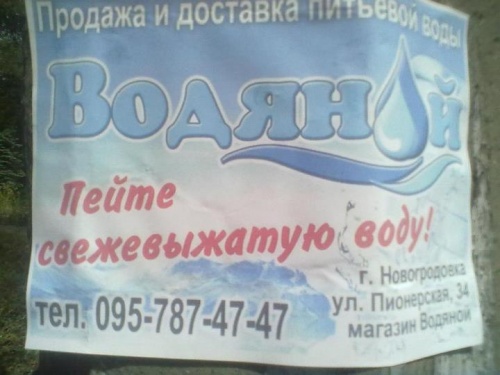 Продажа и доставка питьевой воды
Водяной
Пейте
свежевыжатую воду!
г. Новогродовка
ул. Пионерская, 34
магазин Водяной
тел. 095-787-47-47